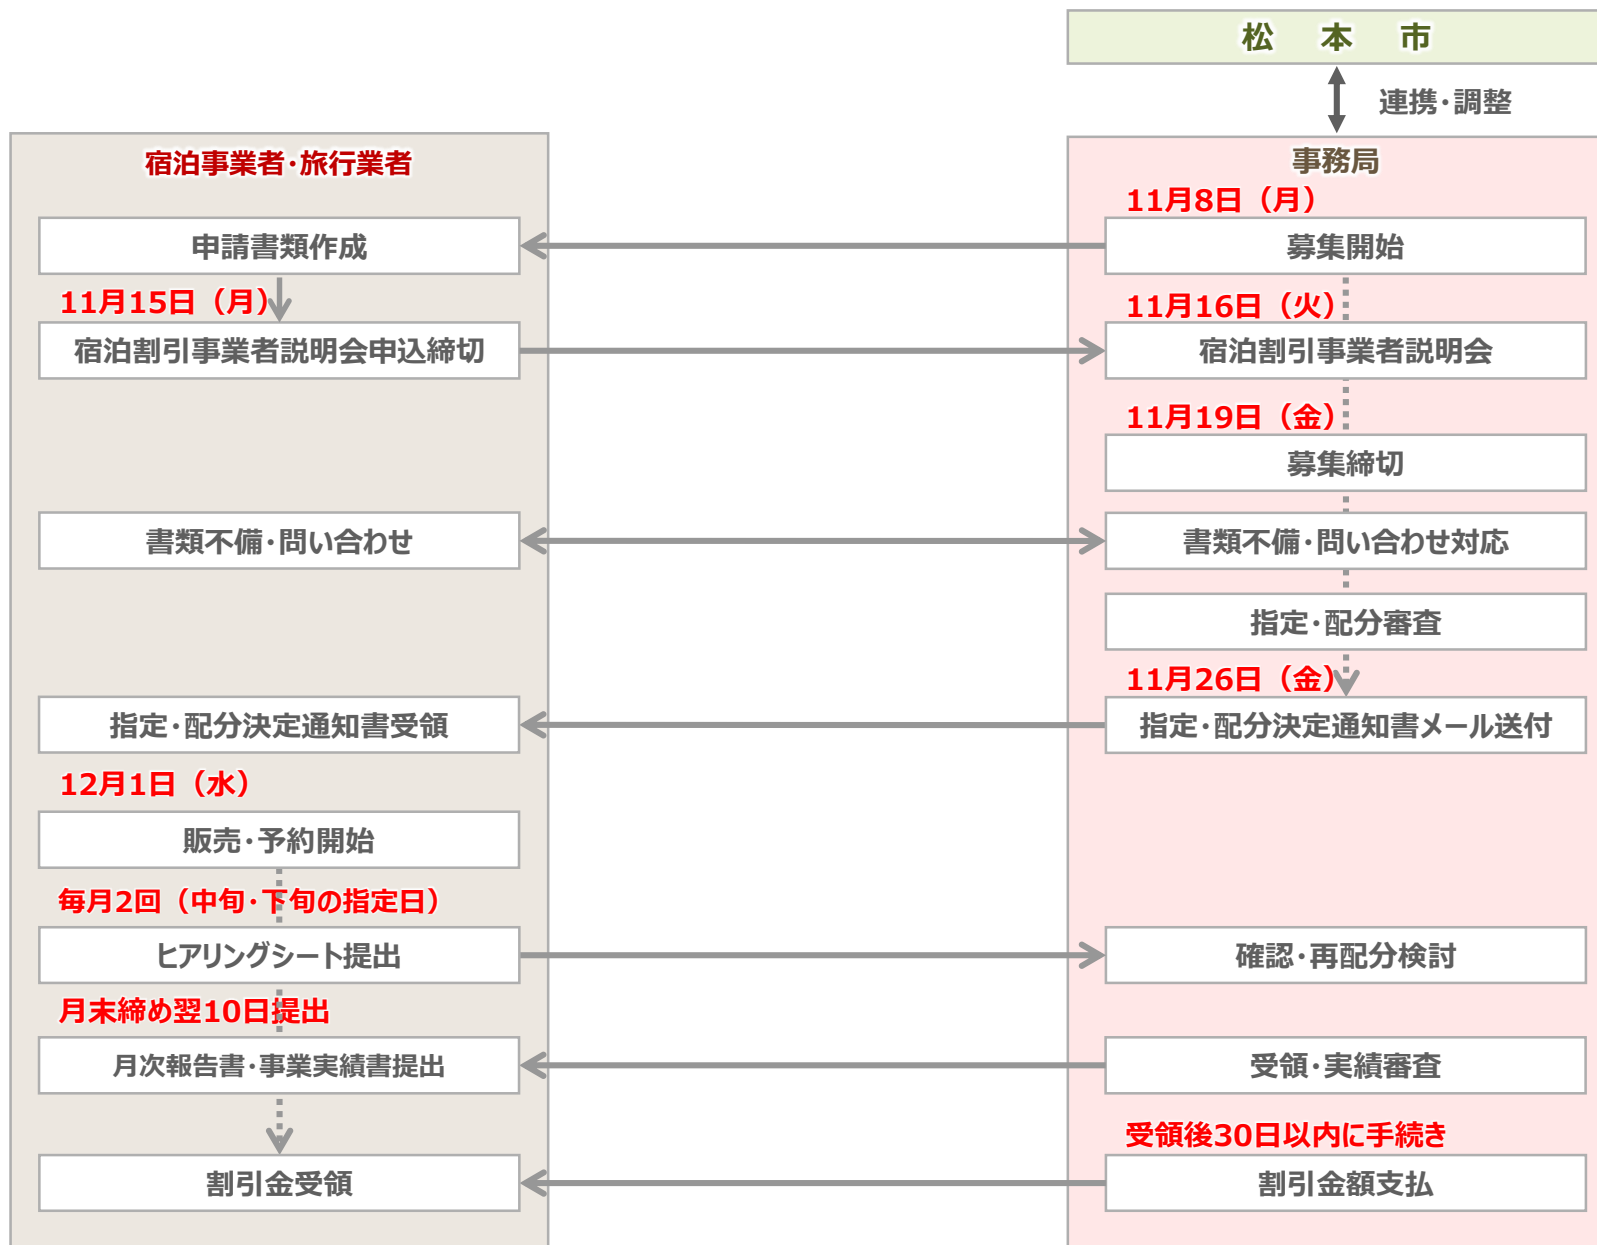 松 本 市
連携・調整
宿泊事業者・旅行業者
事務局
11月8日（月）
申請書類作成
募集開始
11月15日（月）
11月16日（火）
宿泊割引事業者説明会申込締切
宿泊割引事業者説明会
11月19日（金）
募集締切
書類不備・問い合わせ
書類不備・問い合わせ対応
指定・配分審査
11月26日（金）
指定・配分決定通知書受領
指定・配分決定通知書メール送付
12月1日（水）
販売・予約開始
毎月2回（中旬・下旬の指定日）
ヒアリングシート提出
確認・再配分検討
月末締め翌10日提出
月次報告書・事業実績書提出
受領・実績審査
受領後30日以内に手続き
割引金受領
割引金額支払